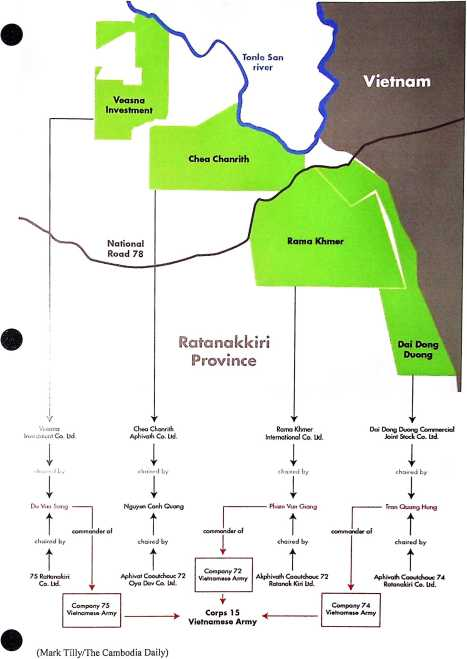 Tonle San
river
Vietnam
Veasna
Investment
Chea Chanrith
National
Road 78
Rama Khmer
Ratanakkiri
Province
Dai Dong
Duong
Veasna
Investment Co. Ltd.
Chea Chanrith
Aphivath Co. Ltd.
Rama Khmer
International Co. Ltd.
Dai Dong Duong Commercial
Joint Stock Co. Ltd.
chaired by
chaired by
chaired by
chaired by
Du Van Sang
Nguyen Canh Quang
Pham Van Giang
Tran Quang Hung
commander of
commander of
commander of
chaired by
chaired by
chaired by
chaired by
75 Rattanakiri
Co. Ltd.
Aphivat Caoutchouc 72
Oya Dav Co. Ltd.
Akphivath Caoutchouc 72
Ratanak Kiri Ltd.
Aphivath Caoutchouc 74
Ratanakiri Co. Ltd.
Company 75
Vietnamese Army
Company 72
Vietnamese Army
Corps 15
Vietnamese Army
Company 74
Vietnamese Army
(Mark Tilly/The Cambodia Daily)